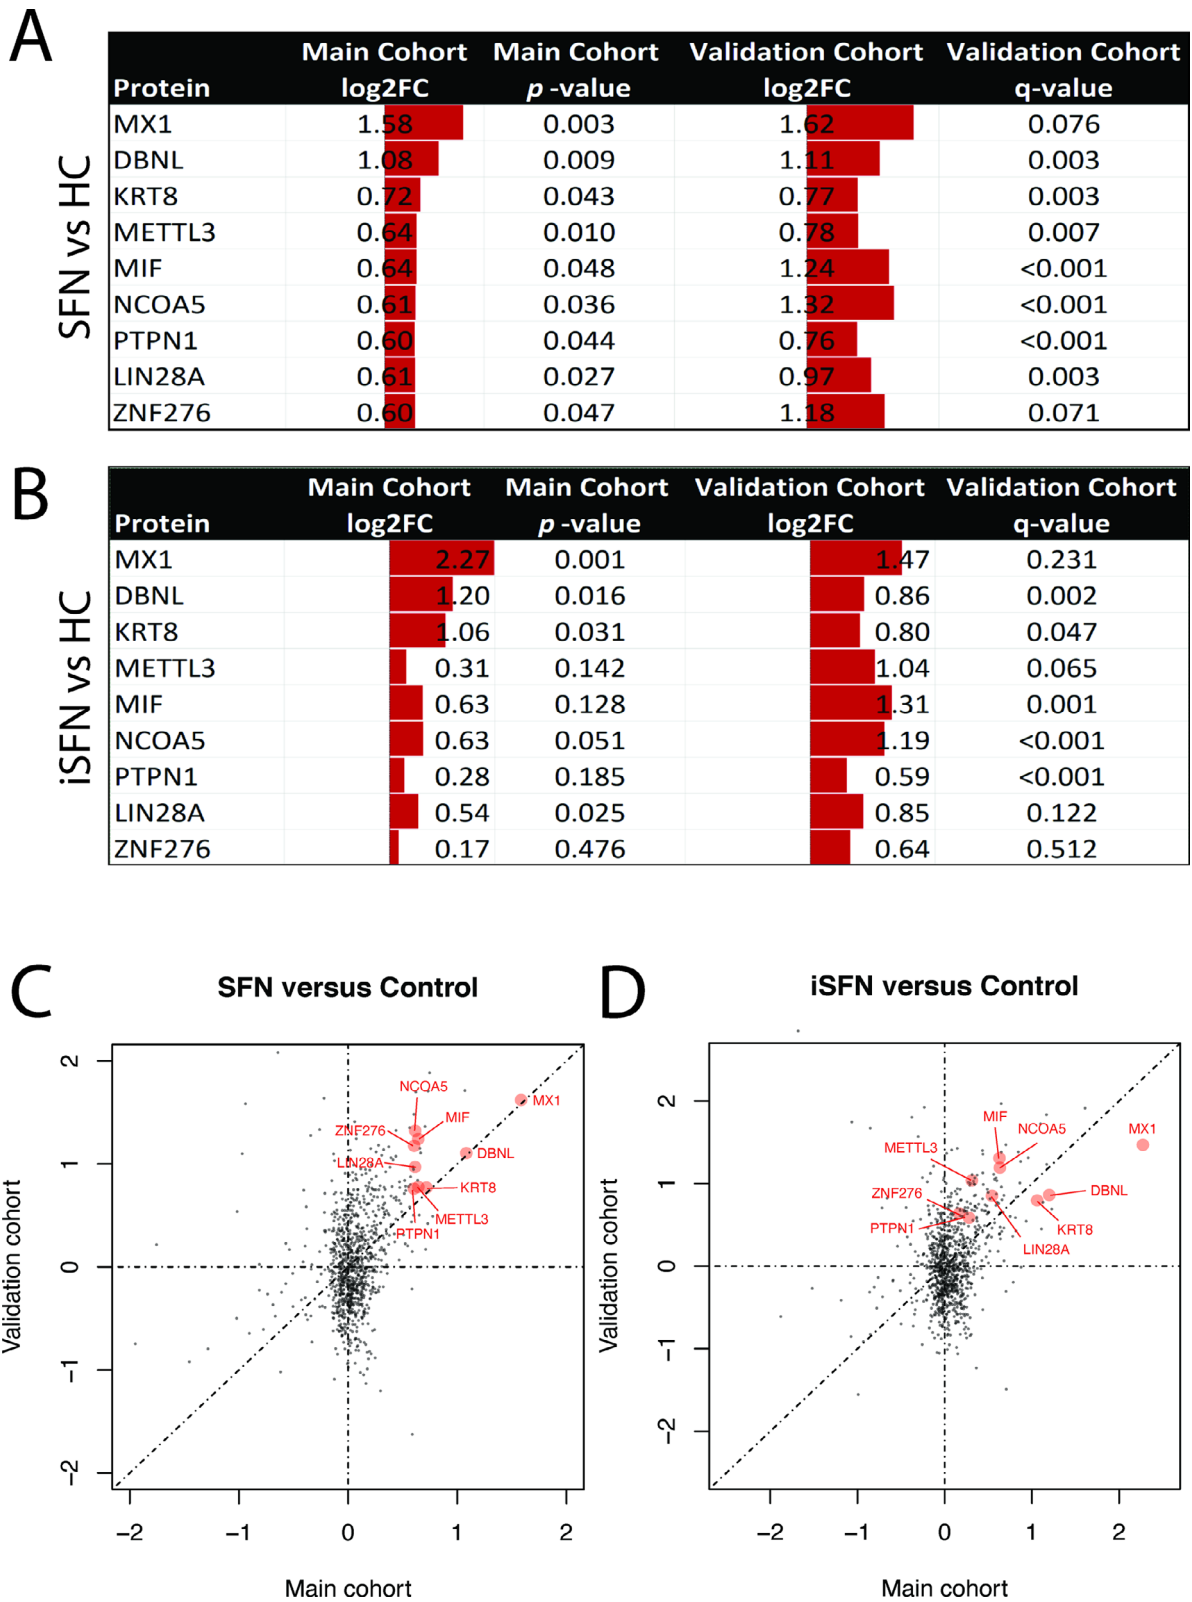 A
SFN vs HC
Main Cohort Main Cohort Validation Cohort Validation Cohort
Protein log2FC p -value log2FC q-value
MX1 1.58 0.003 1.62 0.076
DBNL 1.08 0.009 1.11 0.003
KRT8 0.72 0.043 0.77 0.003
METTL3 0.64 0.010 0.78 0.007
MIF 0.64 0.048 1.24 <0.001
NCOA5 0.61 0.036 1.32 <0.001
PTPN1 0.60 0.044 0.76 <0.001
LIN28A 0.61 0.027 0.97 0.003
ZNF276 0.60 0.047 1.18 0.071
B
iSFN vs HC
Main Cohort Main Cohort Validation Cohort Validation Cohort
Protein log2FC p -value log2FC q-value
MX1 2.27 0.001 1.47 0.231
DBNL 1.20 0.016 0.86 0.002
KRT8 1.06 0.031 0.80 0.047
METTL3 0.31 0.142 1.04 0.065
MIF 0.63 0.128 1.31 0.001
NCOA5 0.63 0.051 1.19 <0.001
PTPN1 0.28 0.185 0.59 <0.001
LIN28A 0.54 0.025 0.85 0.122
ZNF276 0.17 0.476 0.64 0.512
C
SFN versus Control
Validation cohort
2
1
0
−1
−2
NCOA5
MX1
MIF
ZNF276
DBNL
LIN28A
KRT8
METTL3
PTPN1
−2 −1 0 1 2
Main cohort
D
iSFN versus Control
Validation cohort
2
1
0
−1
−2
MIF
NCOA5
MX1
METTL3
ZNF276
DBNL
PTPN1
KRT8
LIN28A
−2 −1 0 1 2
Main cohort